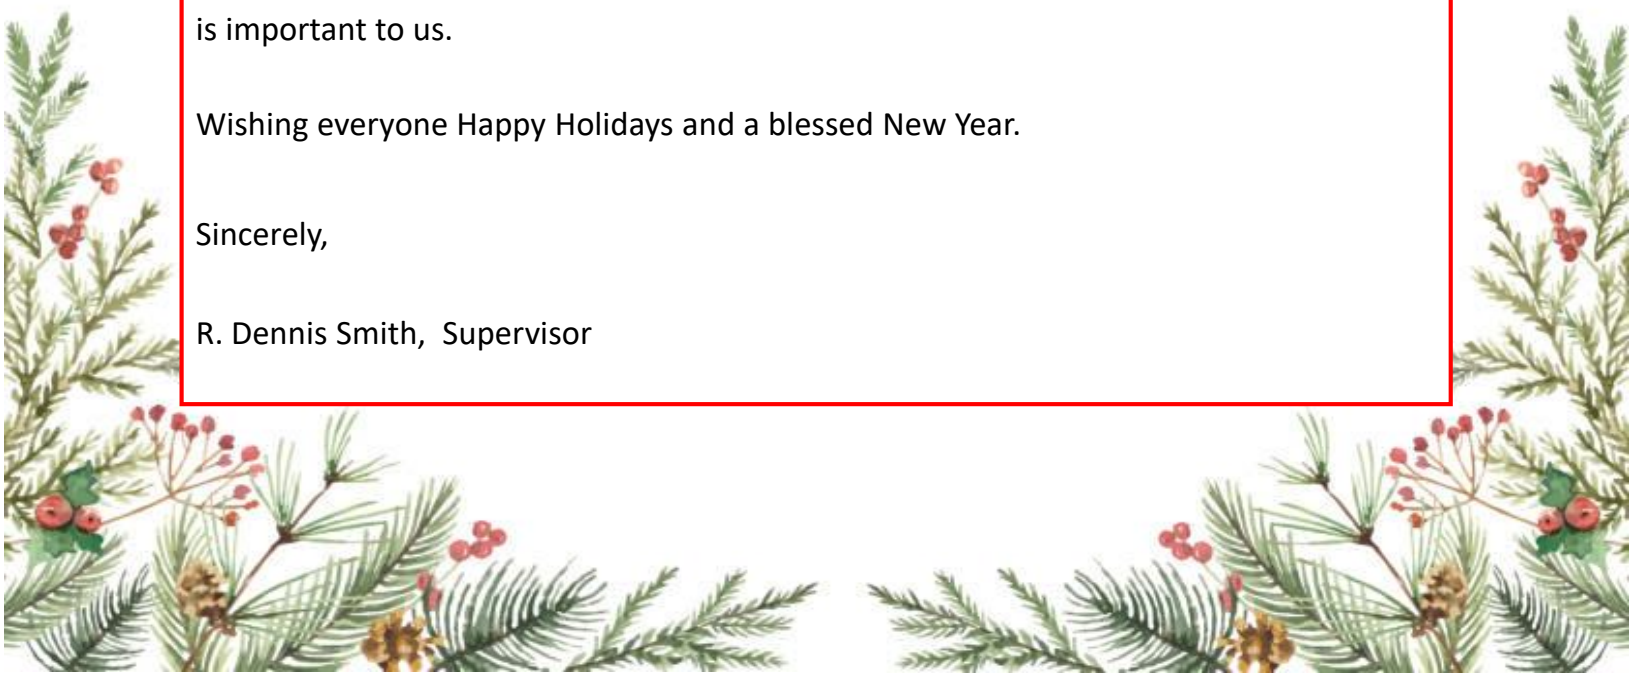 is important to us.
Wishing everyone Happy Holidays and a blessed New Year.
Sincerely,
R. Dennis Smith,  Supervisor